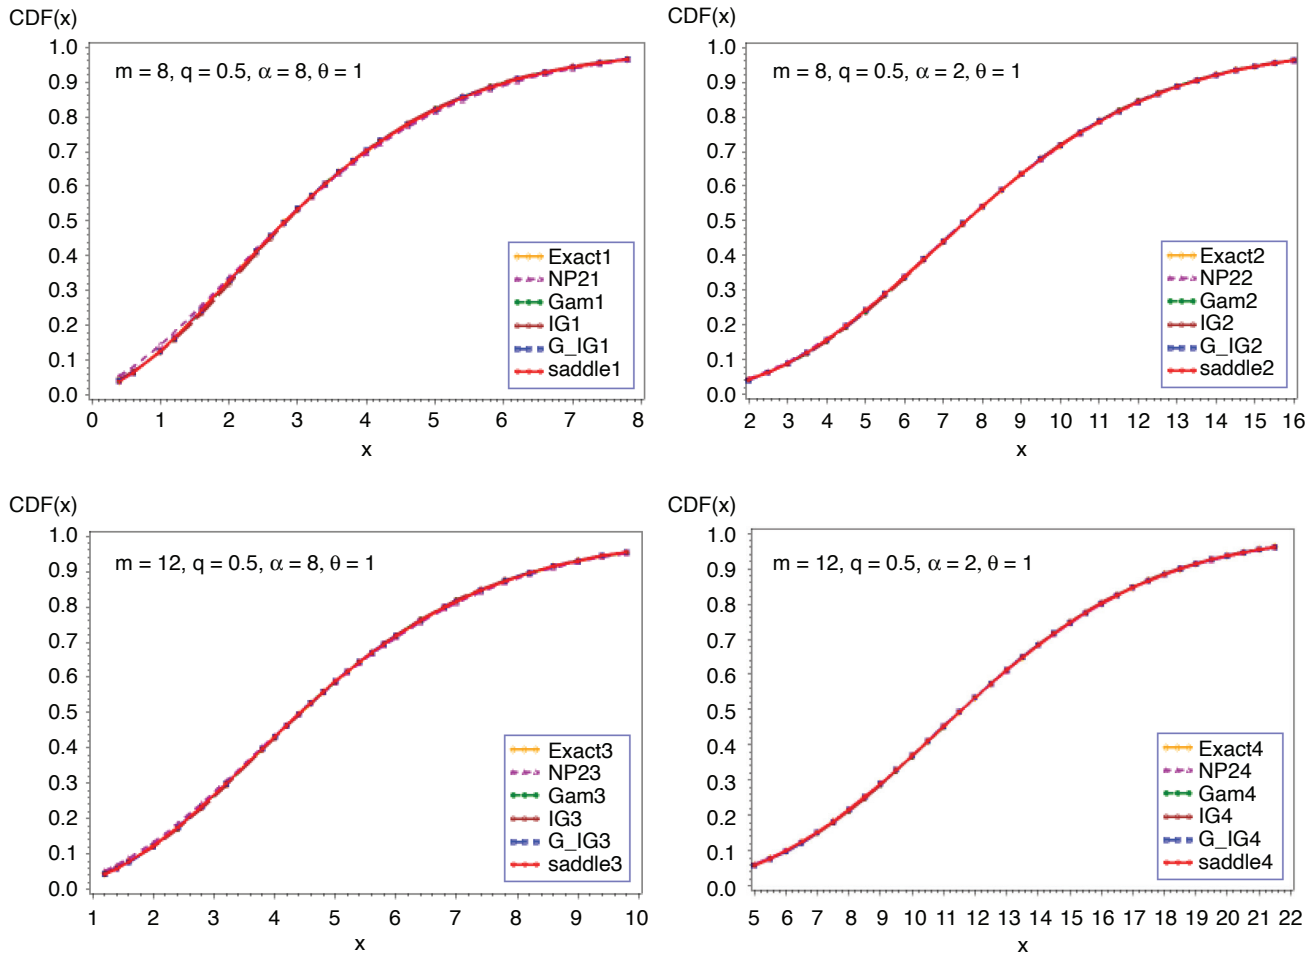 CDF(x)
1.0
0.9
0.8
0.7
0.6
0.5
0.4
0.3
0.2
0.1
0.0
m = 8, q = 0.5, α = 8, θ = 1
Exact1
NP21
Gam1
IG1
G_IG1
saddle1
0 1 2 3 4 5 6 7 8
x
CDF(x)
1.0
0.9
0.8
0.7
0.6
0.5
0.4
0.3
0.2
0.1
0.0
m = 8, q = 0.5, α = 2, θ = 1
Exact2
NP22
Gam2
IG2
G_IG2
saddle2
2 3 4 5 6 7 8 9 10 11 12 13 14 15 16
x
CDF(x)
1.0
0.9
0.8
0.7
0.6
0.5
0.4
0.3
0.2
0.1
0.0
m = 12, q = 0.5, α = 8, θ = 1
Exact3
NP23
Gam3
IG3
G_IG3
saddle3
1 2 3 4 5 6 7 8 9 10
x
CDF(x)
1.0
0.9
0.8
0.7
0.6
0.5
0.4
0.3
0.2
0.1
0.0
m = 12, q = 0.5, α = 2, θ = 1
Exact4
NP24
Gam4
IG4
G_IG4
saddle4
5 6 7 8 9 10 11 12 13 14 15 16 17 18 19 20 21 22
x